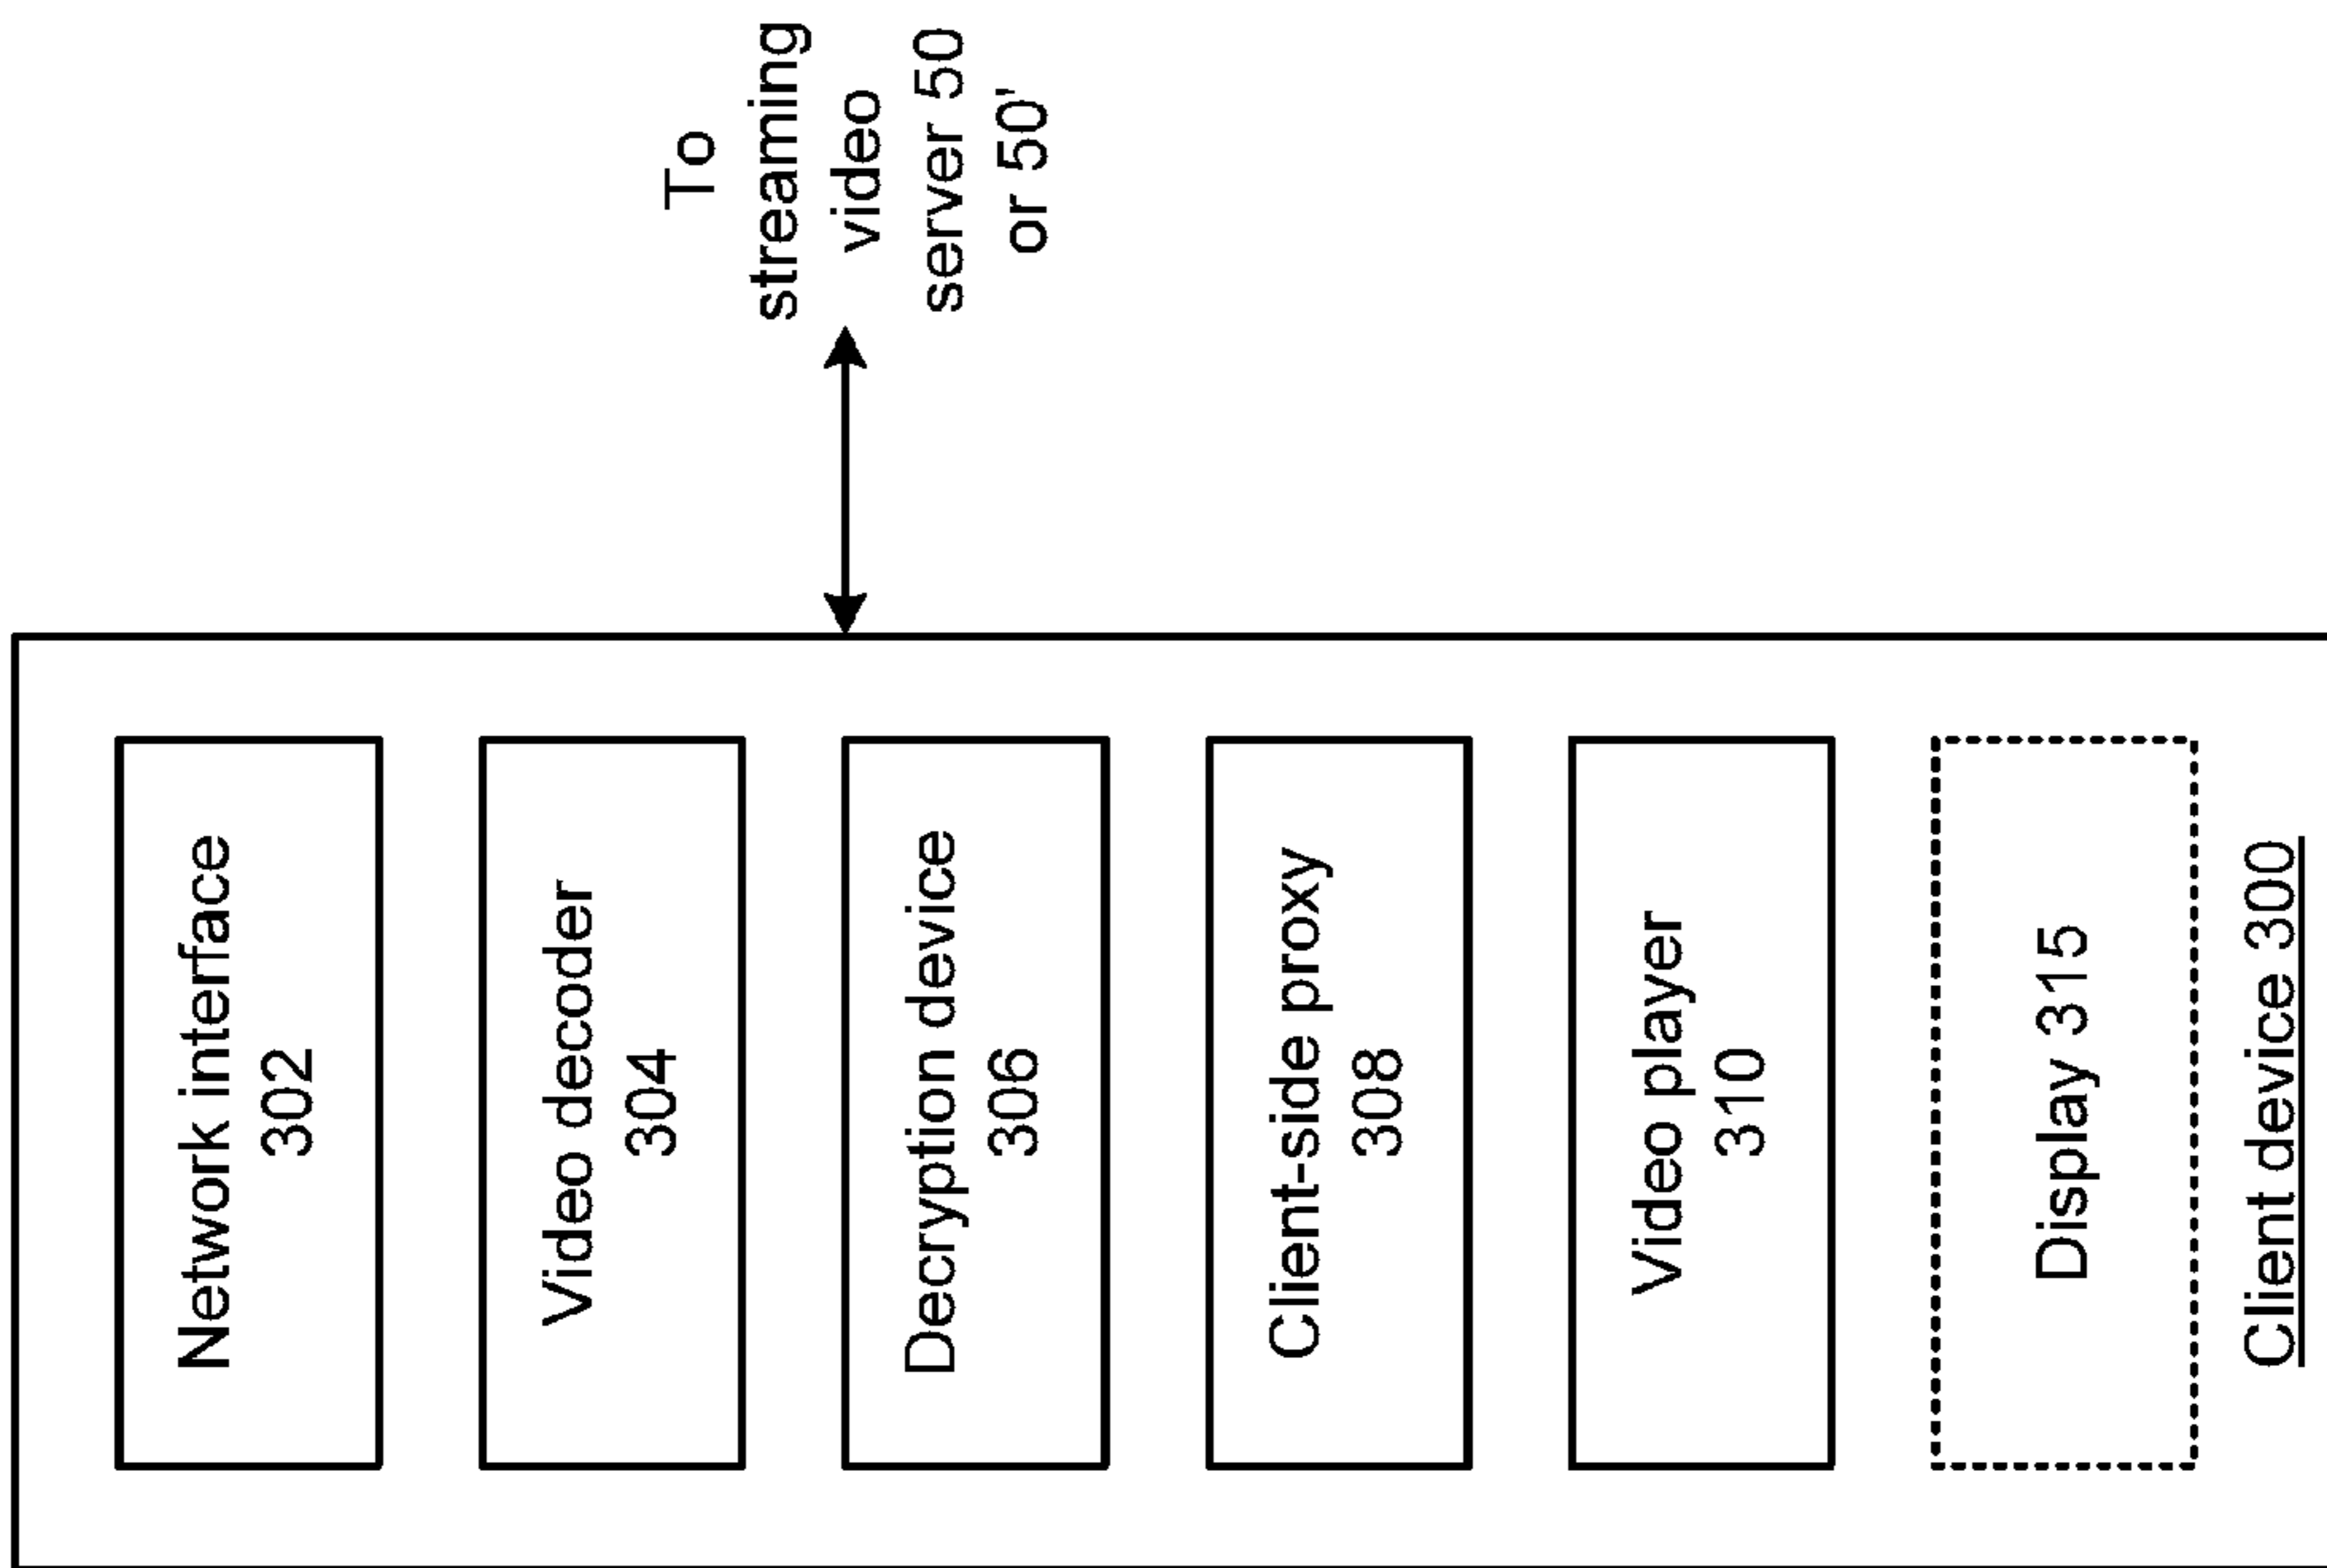 Network interface
302
Video decoder
304
Decryption device
306
Client-side proxy
308
Video player
310
Display 315
Client device 300
To
streaming
video
server 50
or 50'